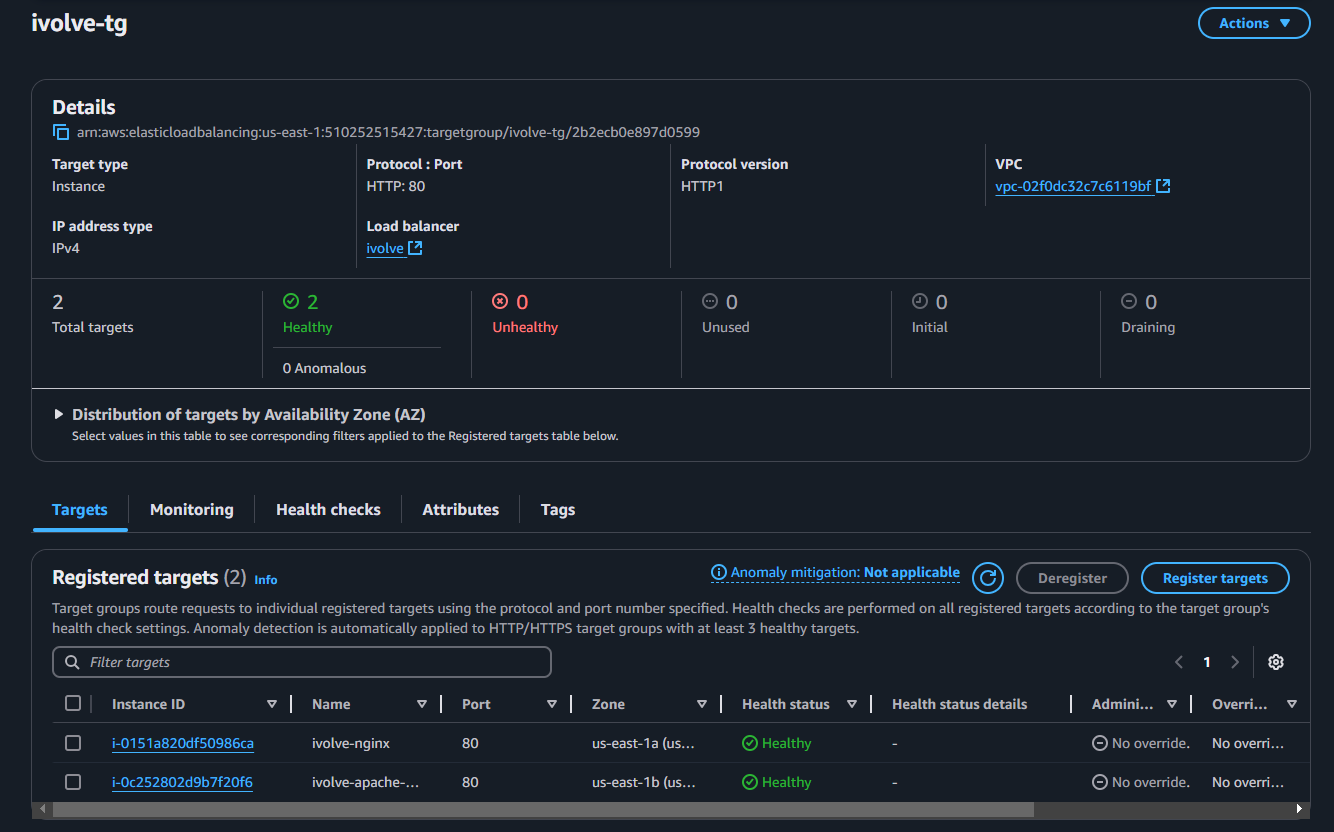 ivolve-tg
Actions
Details
arn:aws:elasticloadbalancing:us-east-1:510252515427:targetgroup/ivolve-tg/2b2ecb0e897d0599
Target type
Instance
Protocol : Port
HTTP: 80
Protocol version
HTTP1
VPC
vpc-02f0dc32c7c6119bf
IP address type
IPv4
Load balancer
ivolve
2
Total targets
2
Healthy
0 Anomalous
0
Unhealthy
0
Unused
0
Initial
0
Draining
Distribution of targets by Availability Zone (AZ)
Select values in this table to see corresponding filters applied to the Registered targets table below.
Targets Monitoring Health checks Attributes Tags
Registered targets (2) Info
Anomaly mitigation: Not applicable
Deregister
Register targets
Target groups route requests to individual registered targets using the protocol and port number specified. Health checks are performed on all registered targets according to the target group's
health check settings. Anomaly detection is automatically applied to HTTP/HTTPS target groups with at least 3 healthy targets.
Filter targets
1
Instance ID Name Port Zone Health status Health status details Admini... Overri...
i-0151a820df50986ca ivolve-nginx 80 us-east-1a (us... Healthy - No override. No overri...
i-0c252802d9b7f20f6 ivolve-apache-... 80 us-east-1b (us... Healthy - No override. No overri...